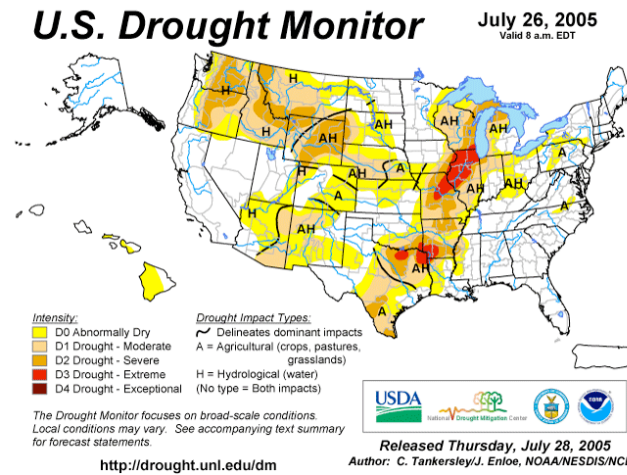 U.S. Drought Monitor
July 26, 2005
Valid 8 a.m. EDT
H
H
H
AH
AH
AH
AH
H
AH
A
A
AH
AH
A
H
AH
A
AH
A
Intensity:
D0 Abnormally Dry
D1 Drought - Moderate
D2 Drought - Severe
D3 Drought - Extreme
D4 Drought - Exceptional
Drought Impact Types:
Delineates dominant impacts
A = Agricultural (crops, pastures,
grasslands)
H = Hydrological (water)
(No type = Both impacts)
USDA
National Drought Mitigation Center
The Drought Monitor focuses on broad-scale conditions.
Local conditions may vary. See accompanying text summary
for forecast statements.
Released Thursday, July 28, 2005
http://drought.unl.edu/dm
Author: C. Tankersley/J. Enloe, NOAA/NESDIS/NC